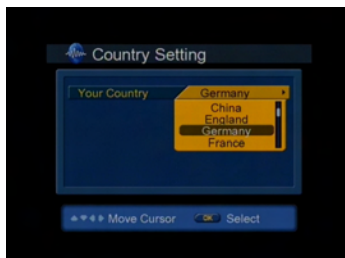 Country Setting
Your Country Germany
China
England
Germany
France
Move Cursor OK Select